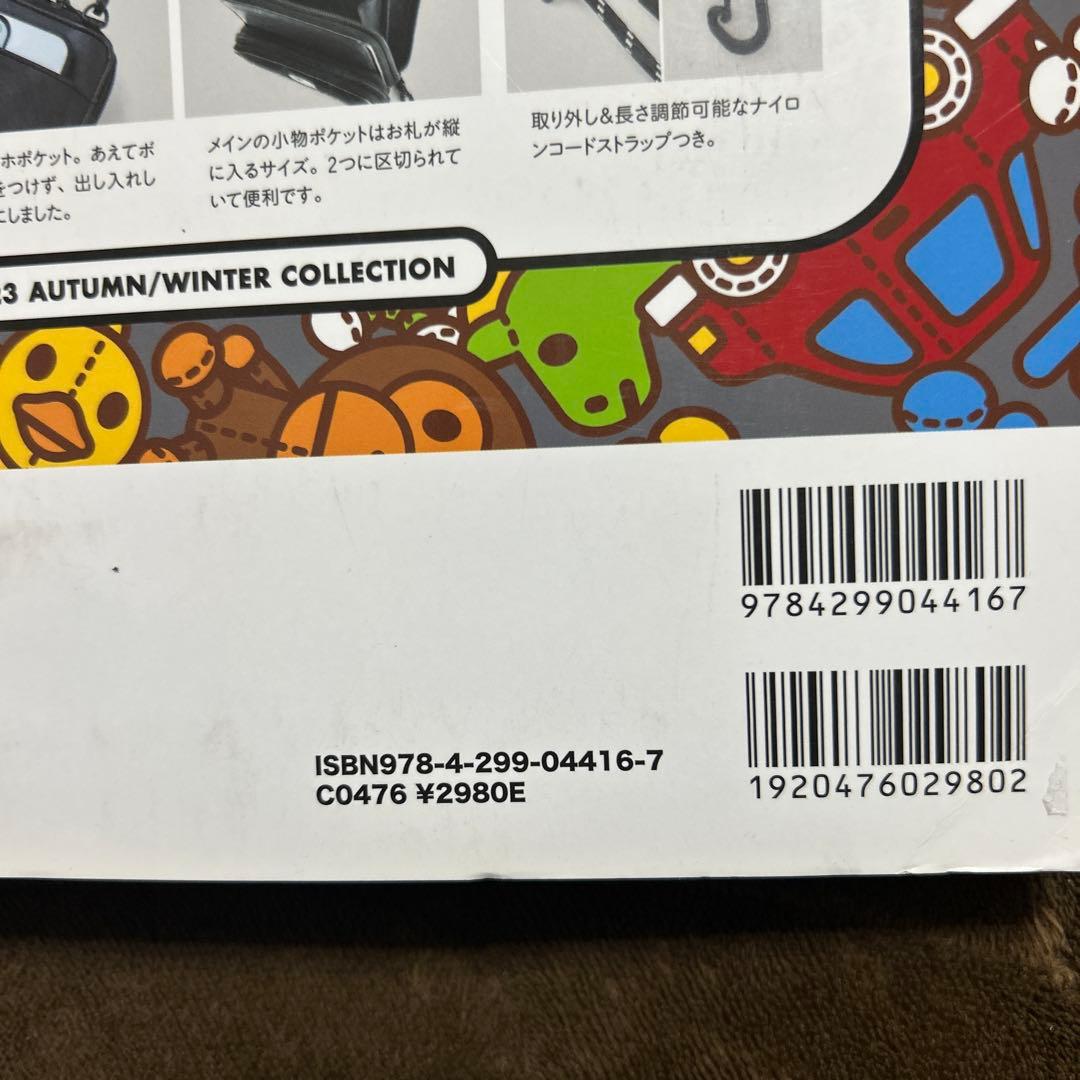 ホポケット。あえてボ
をつけず、出し入れし
にしました。
メインの小物ポケットはお札が縦
に入るサイズ。2つに区切られて
いて便利です。
取り外し&長さ調節可能なナイロ
ンコードストラップつき。
23 AUTUMN/WINTER COLLECTION
9784299044167
1920476029802
ISBN978-4-299-04416-7
C0476 ¥2980E